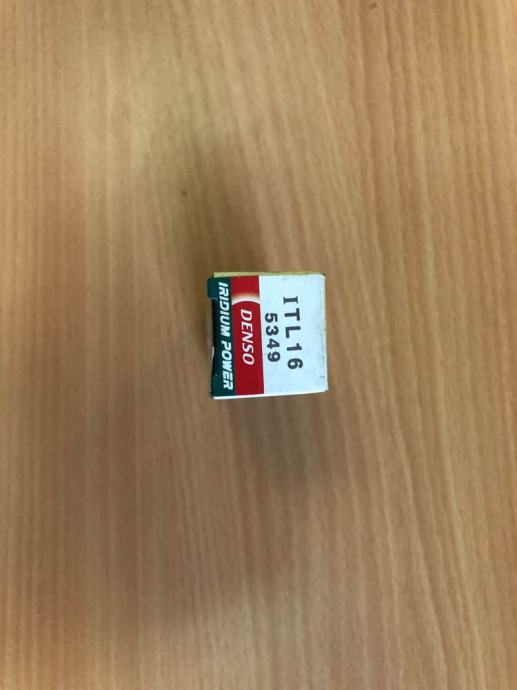 ITL16
5349
DENSO
IRIDIUM POWER